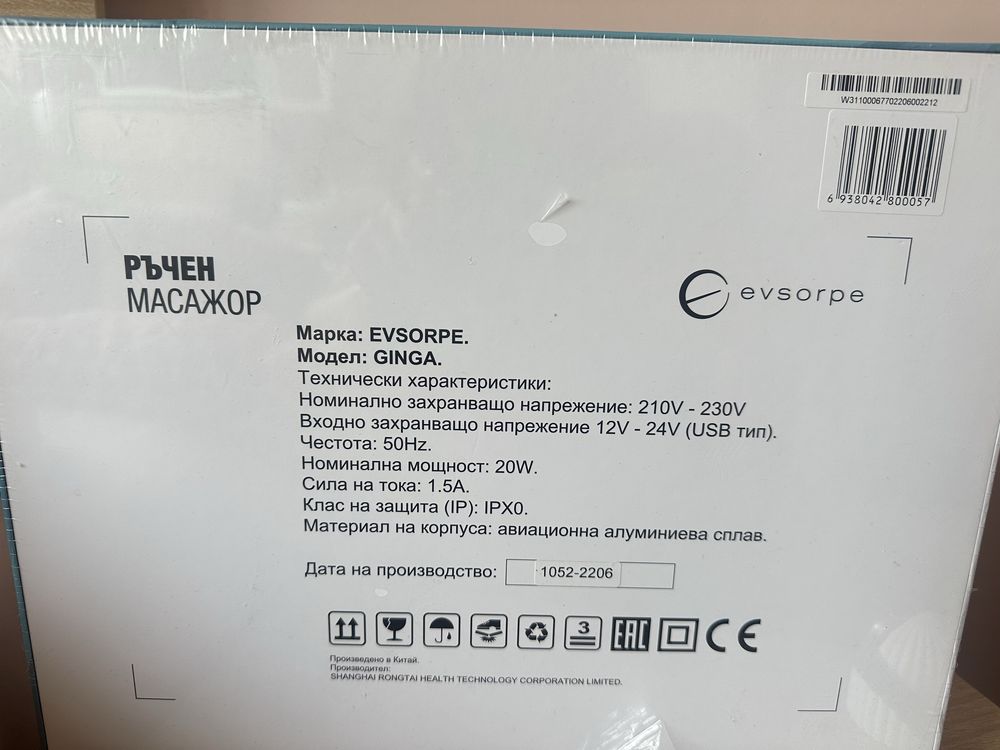 W31100067702206002212
6 938042 800057
РЪЧЕН
МАСАЖОР
evsorpe
Марка: EVSORPE.
Модел: GINGA.
Технически характеристики:
Номинално захранващо напрежение: 210V - 230V
Входно захранващо напрежение 12V - 24V (USB тип).
Честота: 50Hz.
Номинална мощност: 20W.
Сила на тока: 1.5A.
Клас на защита (IP): IPX0.
Материал на корпуса: авиационна алуминиева сплав.
Дата на производство: 1052-2206
3
EAC CE
Произведено в Китай.
Производител:
SHANGHAI RONGTAI HEALTH TECHNOLOGY CORPORATION LIMITED.